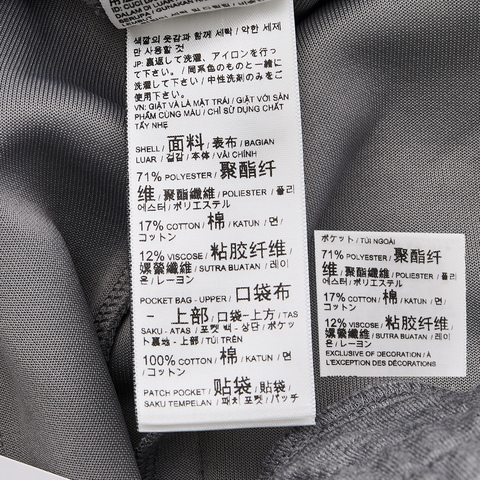 색깔의 옷감과 함께 세탁 / 약한 세제
만 사용할 것
JP: 裏返して洗濯、アイロンを行っ
て下さい。/ 同系色のものと一緒に
洗濯して下さい / 中性洗剤のみをご
使用下さい。
VN: GIẶT VÀ LÀ MẶT TRÁI / GIẶT VỚI SẢN
PHẨM CÙNG MÀU / CHỈ SỬ DỤNG CHẤT
TẨY NHẸ
SHELL / 面料 / 表布 / BAGIAN
LUAR / 겉감 / 本体 / VẢI CHÍNH
71% POLYESTER / 聚酯纤
维 / 聚酯纖維 / POLIESTER / 폴리
에스터 / ポリエステル
17% COTTON / 棉 / KATUN / 면 /
コットン
12% VISCOSE / 粘胶纤维 /
嫘縈纖維 / SUTRA BUATAN / 레이
온 / レーヨン
POCKET BAG - UPPER / 口袋布
- 上部 / 口袋-上方 / TAS
SAKU - ATAS / 포켓 백 - 상단 / ポケッ
ト裏地 - 上部 / TÚI TRÊN
100% COTTON / 棉 / KATUN / 면
/ コットン
PATCH POCKET / 贴袋 / 貼袋 /
SAKU TEMPELAN / 패치 포켓 / パッチ
ポケット / TÚI NGOÀI
71% POLYESTER / 聚酯纤
维 / 聚酯纖維 / POLIESTER / 폴리
에스터 / ポリエステル
17% COTTON / 棉 / KATUN / 면
/ コットン
12% VISCOSE / 粘胶纤维 /
嫘縈纖維 / SUTRA BUATAN / 레이
온 / レーヨン
EXCLUSIVE OF DECORATION / À
L'EXCEPTION DES DÉCORATIONS